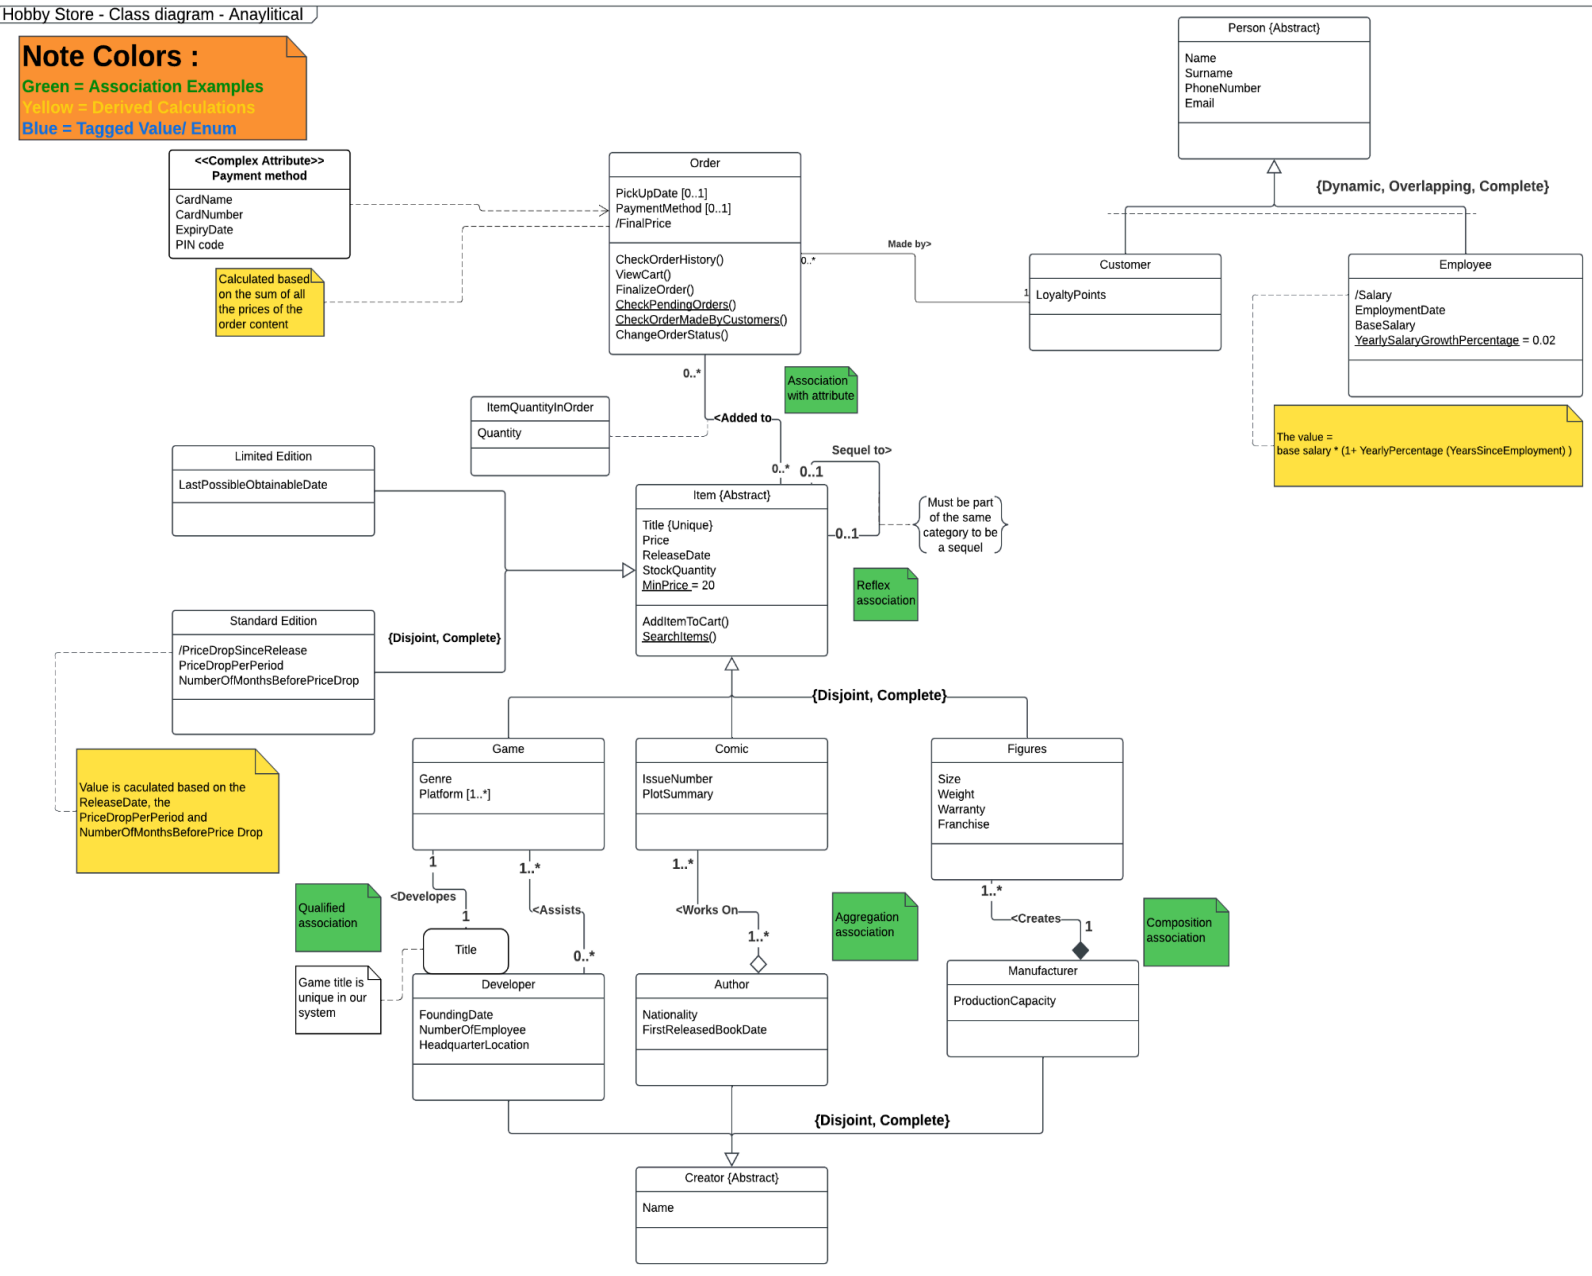 Hobby Store - Class diagram - Anaylitical
Note Colors :
Green = Association Examples
Yellow = Derived Calculations
Blue = Tagged Value/ Enum
Person {Abstract}
Name
Surname
PhoneNumber
Email
{Dynamic, Overlapping, Complete}
<<Complex Attribute>>
Payment method
CardName
CardNumber
ExpiryDate
PIN code
Order
PickUpDate [0..1]
PaymentMethod [0..1]
/FinalPrice
CheckOrderHistory()
ViewCart()
FinalizeOrder()
CheckPendingOrders()
CheckOrderMadeByCustomers()
ChangeOrderStatus()
Made by>
0..*
1
Customer
LoyaltyPoints
Employee
/Salary
EmploymentDate
BaseSalary
YearlySalaryGrowthPercentage = 0.02
Calculated based
on the sum of all
the prices of the
order content
The value =
base salary * (1+ YearlyPercentage (YearsSinceEmployment) )
0..*
Association
with attribute
<Added to
ItemQuantityInOrder
Quantity
0..*
0..1
Sequel to>
0..1
Must be part
of the same
category to be
a sequel
Reflex
association
Limited Edition
LastPossibleObtainableDate
Item {Abstract}
Title {Unique}
Price
ReleaseDate
StockQuantity
MinPrice = 20
AddItemToCart()
SearchItems()
Standard Edition
/PriceDropSinceRelease
PriceDropPerPeriod
NumberOfMonthsBeforePriceDrop
{Disjoint, Complete}
{Disjoint, Complete}
Value is caculated based on the
ReleaseDate, the
PriceDropPerPeriod and
NumberOfMonthsBeforePrice Drop
Game
Genre
Platform [1..*]
Comic
IssueNumber
PlotSummary
Figures
Size
Weight
Warranty
Franchise
1
<Developes
1
1..*
<Assists
0..*
1..*
<Works On
1..*
1..*
<Creates
1
Qualified
association
Aggregation
association
Composition
association
Title
Game title is
unique in our
system
Developer
FoundingDate
NumberOfEmployee
HeadquarterLocation
Author
Nationality
FirstReleasedBookDate
Manufacturer
ProductionCapacity
{Disjoint, Complete}
Creator {Abstract}
Name